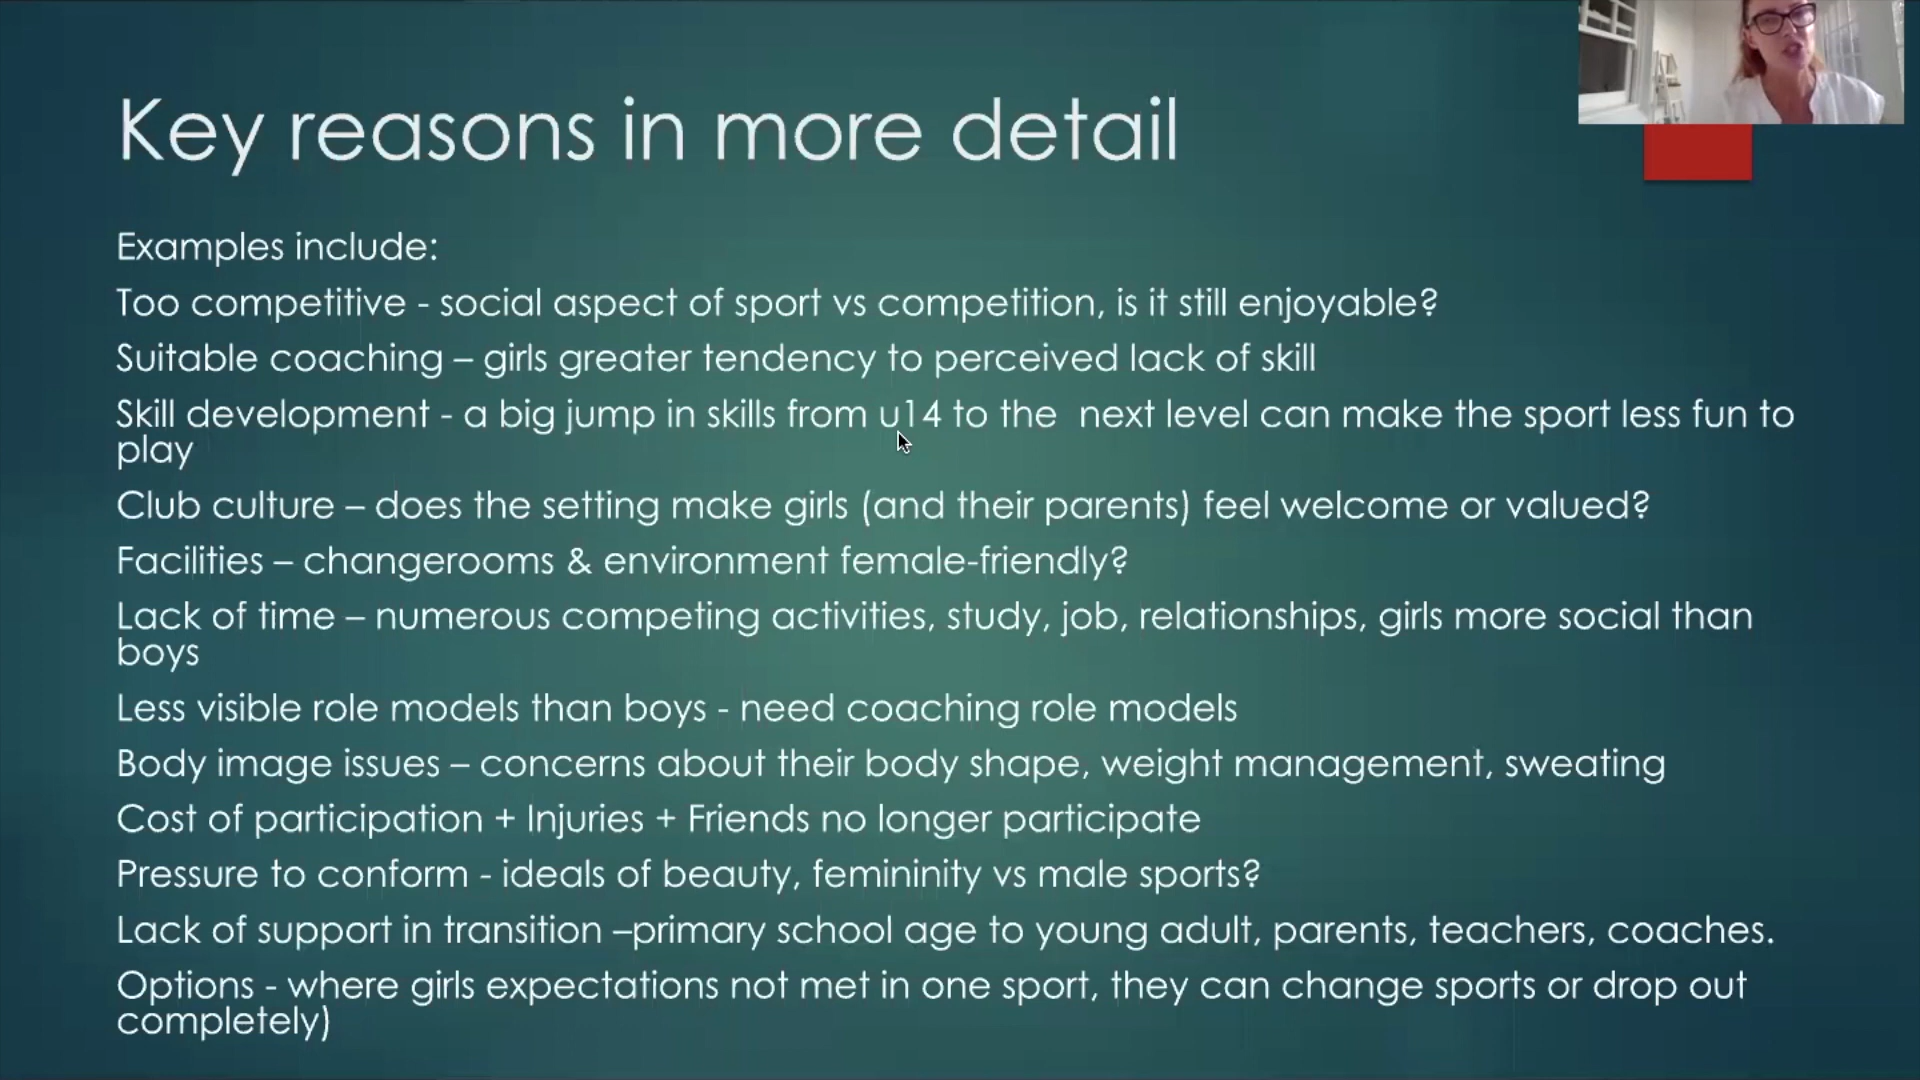 Key reasons in more detail
Examples include:
Too competitive - social aspect of sport vs competition, is it still enjoyable?
Suitable coaching – girls greater tendency to perceived lack of skill
Skill development - a big jump in skills from u14 to the  next level can make the sport less fun to
play
Club culture – does the setting make girls (and their parents) feel welcome or valued?
Facilities – changerooms & environment female-friendly?
Lack of time – numerous competing activities, study, job, relationships, girls more social than
boys
Less visible role models than boys - need coaching role models
Body image issues – concerns about their body shape, weight management, sweating
Cost of participation + Injuries + Friends no longer participate
Pressure to conform - ideals of beauty, femininity vs male sports?
Lack of support in transition –primary school age to young adult, parents, teachers, coaches.
Options - where girls expectations not met in one sport, they can change sports or drop out
completely)